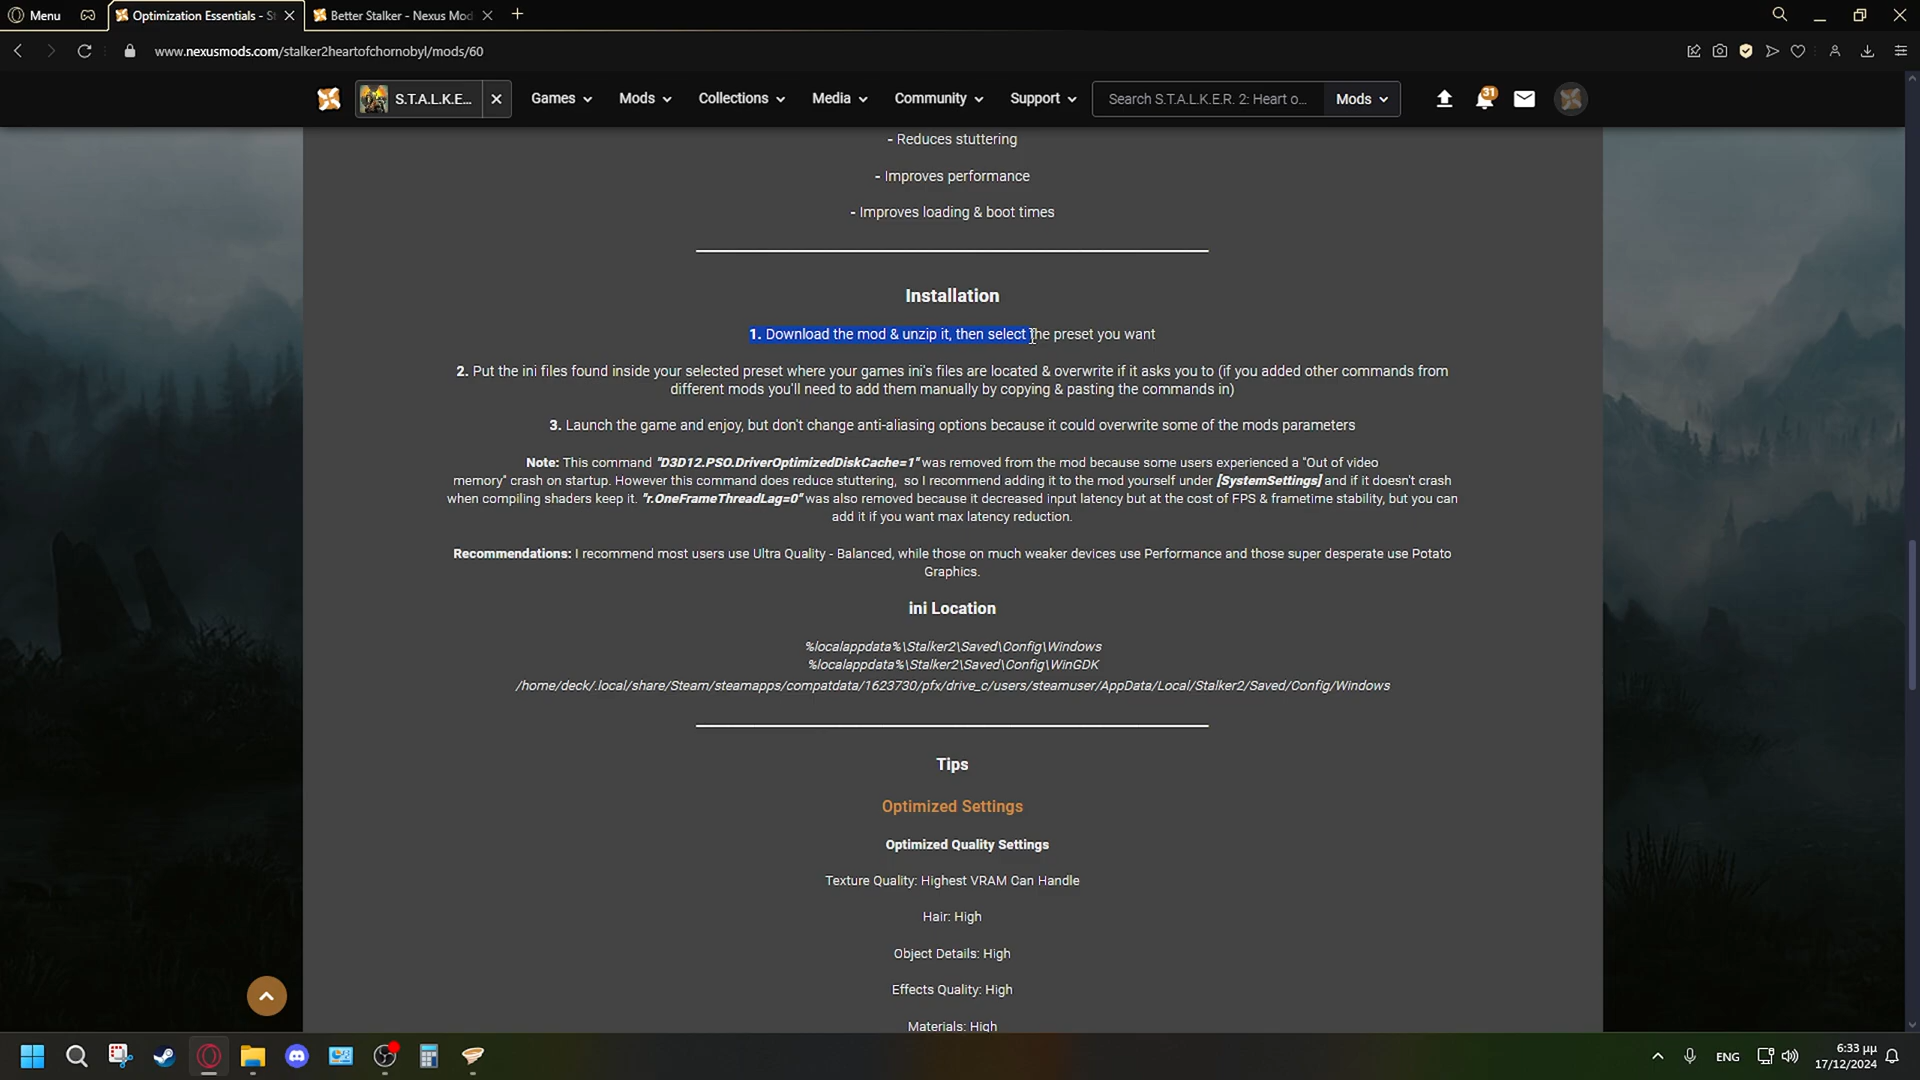 Menu
Optimization Essentials - S
Better Stalker - Nexus Mod
www.nexusmods.com/stalker2heartofchornobyl/mods/60
S.T.A.L.K.E...
Games
Mods
Collections
Media
Community
Support
Search S.T.A.L.K.E.R. 2: Heart o...
Mods
31
- Reduces stuttering
- Improves performance
- Improves loading & boot times
Installation
1. Download the mod & unzip it, then select the preset you want
2. Put the ini files found inside your selected preset where your games ini's files are located & overwrite if it asks you to (if you added other commands from
different mods you'll need to add them manually by copying & pasting the commands in)
3. Launch the game and enjoy, but don't change anti-aliasing options because it could overwrite some of the mods parameters
Note: This command "D3D12.PSO.DriverOptimizedDiskCache=1" was removed from the mod because some users experienced a "Out of video
memory" crash on startup. However this command does reduce stuttering, so I recommend adding it to the mod yourself under [SystemSettings] and if it doesn't crash
when compiling shaders keep it. "r.OneFrameThreadLag=0" was also removed because it decreased input latency but at the cost of FPS & frametime stability, but you can
add it if you want max latency reduction.
Recommendations: I recommend most users use Ultra Quality - Balanced, while those on much weaker devices use Performance and those super desperate use Potato
Graphics.
ini Location
%localappdata%\Stalker2\Saved\Config\Windows
%localappdata%\Stalker2\Saved\Config\WinGDK
/home/deck/.local/share/Steam/steamapps/compatdata/1623730/pfx/drive_c/users/steamuser/AppData/Local/Stalker2/Saved/Config/Windows
Tips
Optimized Settings
Optimized Quality Settings
Texture Quality: Highest VRAM Can Handle
Hair: High
Object Details: High
Effects Quality: High
Materials: High
ENG
6:33 μμ
17/12/2024